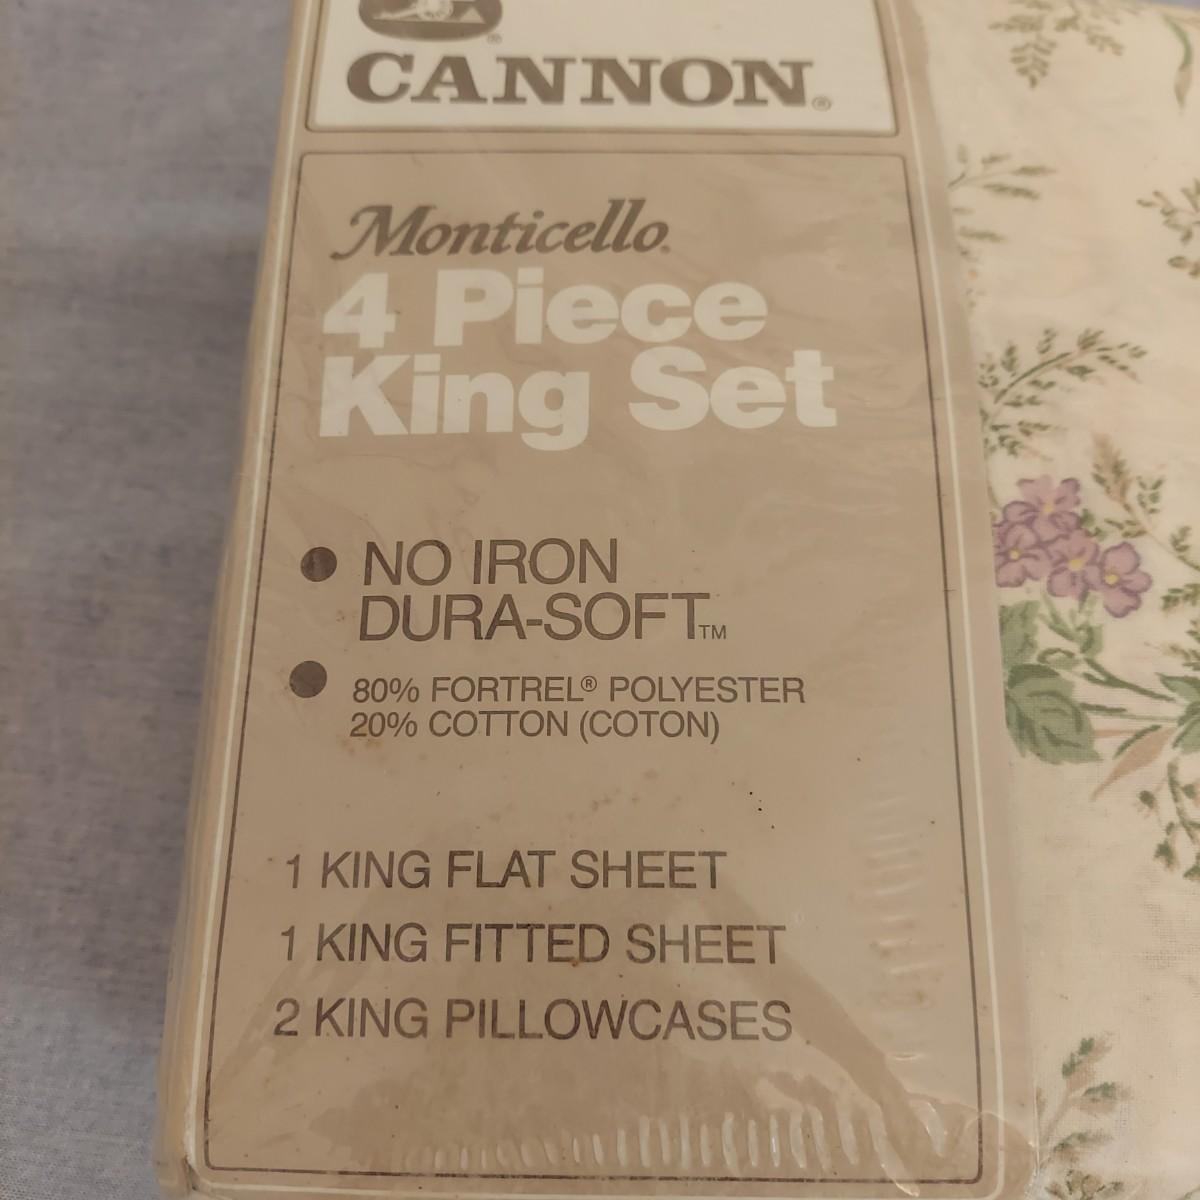 ®
CANNON®
Monticello®
4 Piece
King Set
• NO IRON
DURA-SOFT™
• 80% FORTREL® POLYESTER
20% COTTON (COTON)
1 KING FLAT SHEET
1 KING FITTED SHEET
2 KING PILLOWCASES